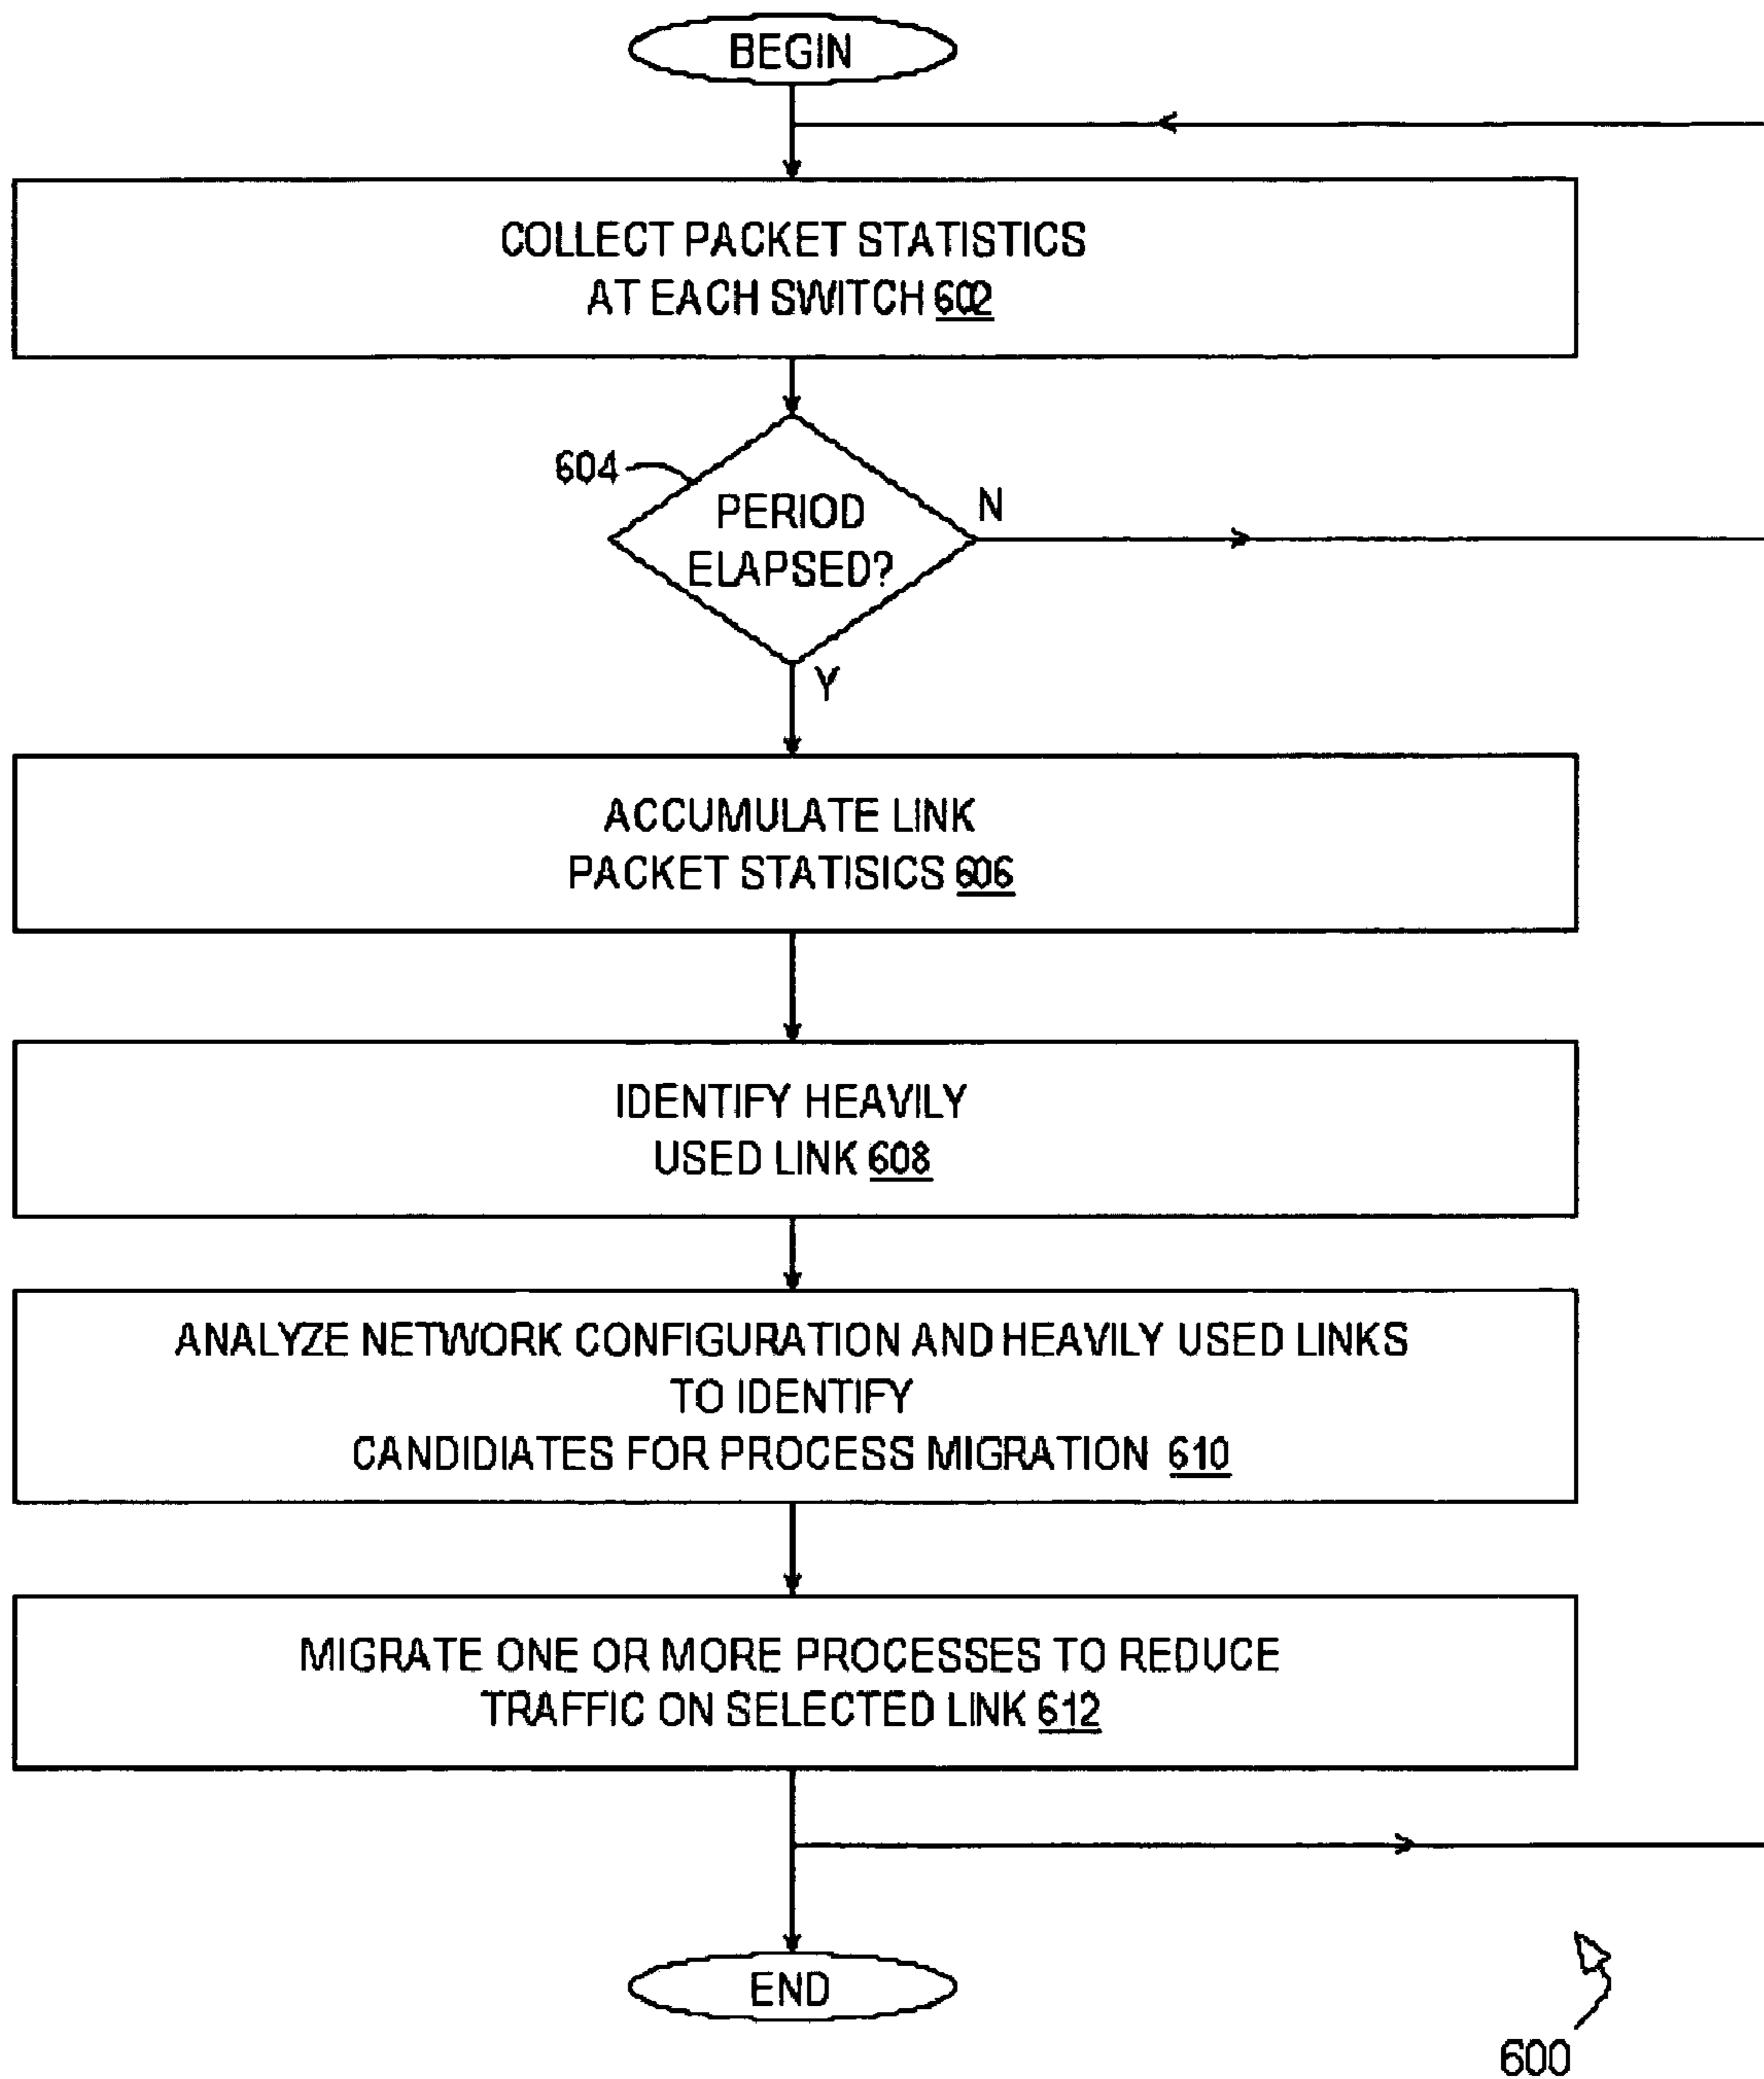 BEGIN
COLLECT PACKET STATISTICS
AT EACH SWITCH 602
604
PERIOD
ELAPSED?
N
Y
ACCUMULATE LINK
PACKET STATISICS 606
IDENTIFY HEAVILY
USED LINK 608
ANALYZE NETWORK CONFIGURATION AND HEAVILY USED LINKS
TO IDENTIFY
CANDIDIATES FOR PROCESS MIGRATION 610
MIGRATE ONE OR MORE PROCESSES TO REDUCE
TRAFFIC ON SELECTED LINK 612
END
600